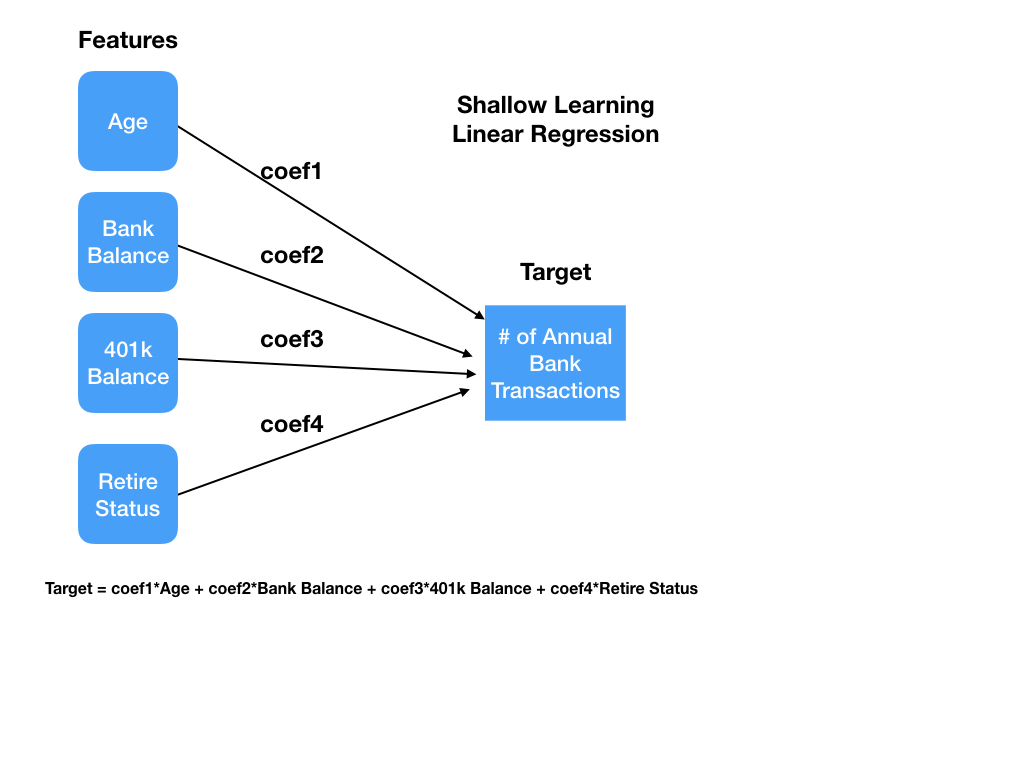 Features
Age
Shallow Learning
Linear Regression
coef1
Bank
Balance
coef2
Target
401k
Balance
coef3
# of Annual
Bank
Transactions
coef4
Retire
Status
Target = coef1*Age + coef2*Bank Balance + coef3*401k Balance + coef4*Retire Status